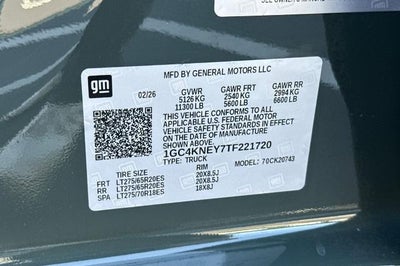 gm
MFD BY GENERAL MOTORS LLC
02/26 GVWR GAWR FRT GAWR RR
5126 KG 2540 KG 2994 KG
11300 LB 5600 LB 6600 LB
THIS VEHICLE CONFORMS TO ALL
APPLICABLE U.S. FEDERAL MOTOR
VEHICLE SAFETY STANDARDS IN EFFECT
ON THE DATE OF MANUFACTURE
1GC4KNEY7TF221720
TYPE: TRUCK MODEL: 70CK20743
TIRE SIZE RIM
FRT LT275/65R20ES 20X8.5J
RR LT275/65R20ES 20X8.5J
SPA LT275/70R18ES 18X8J